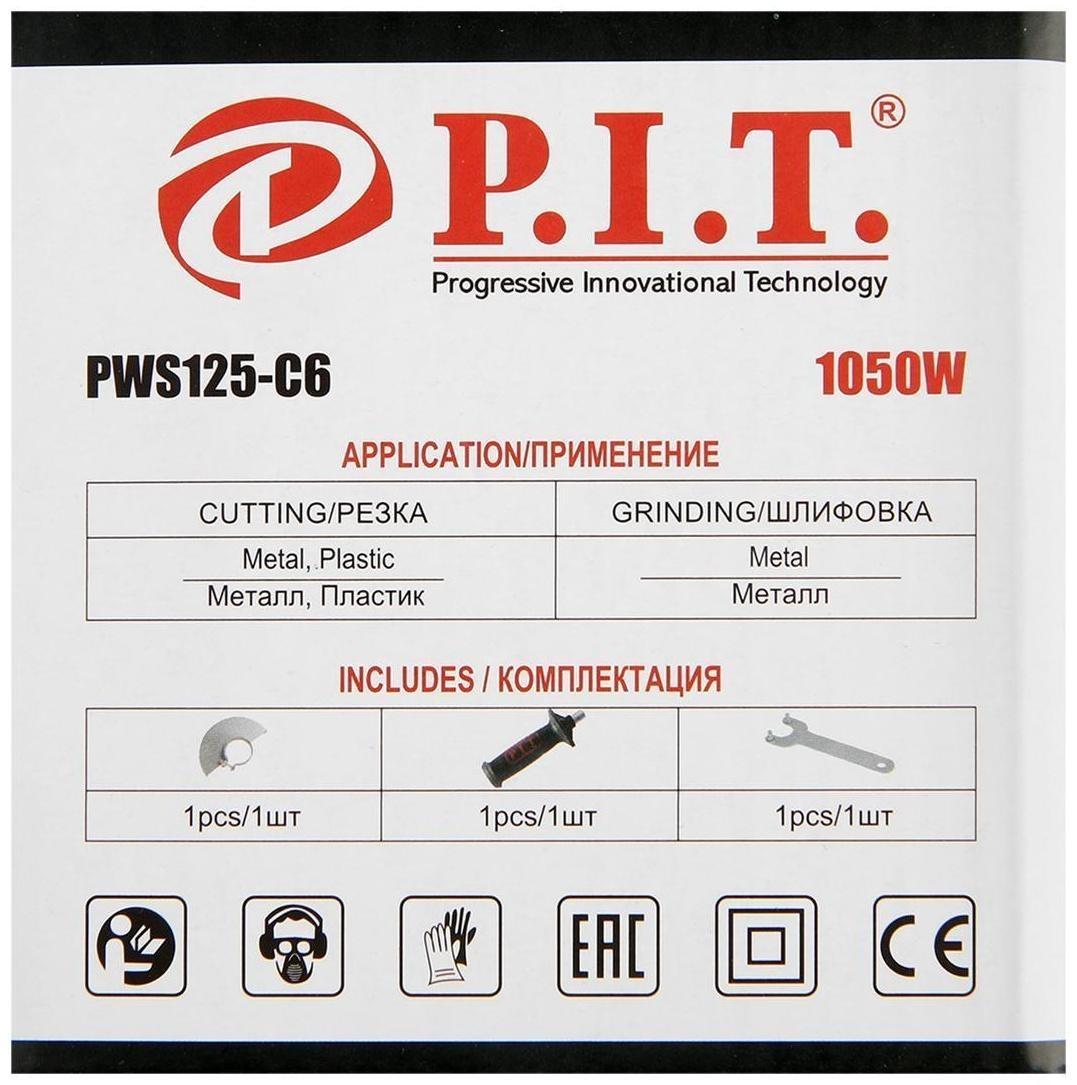 P.I.T.®
Progressive Innovational Technology
PWS125-C6 1050W
APPLICATION/ПРИМЕНЕНИЕ
CUTTING/РЕЗКА GRINDING/ШЛИФОВКА
Metal, Plastic Metal
Металл, Пластик Металл
INCLUDES / КОМПЛЕКТАЦИЯ
P.I.T.
1pcs/1шт 1pcs/1шт 1pcs/1шт
EAC CE